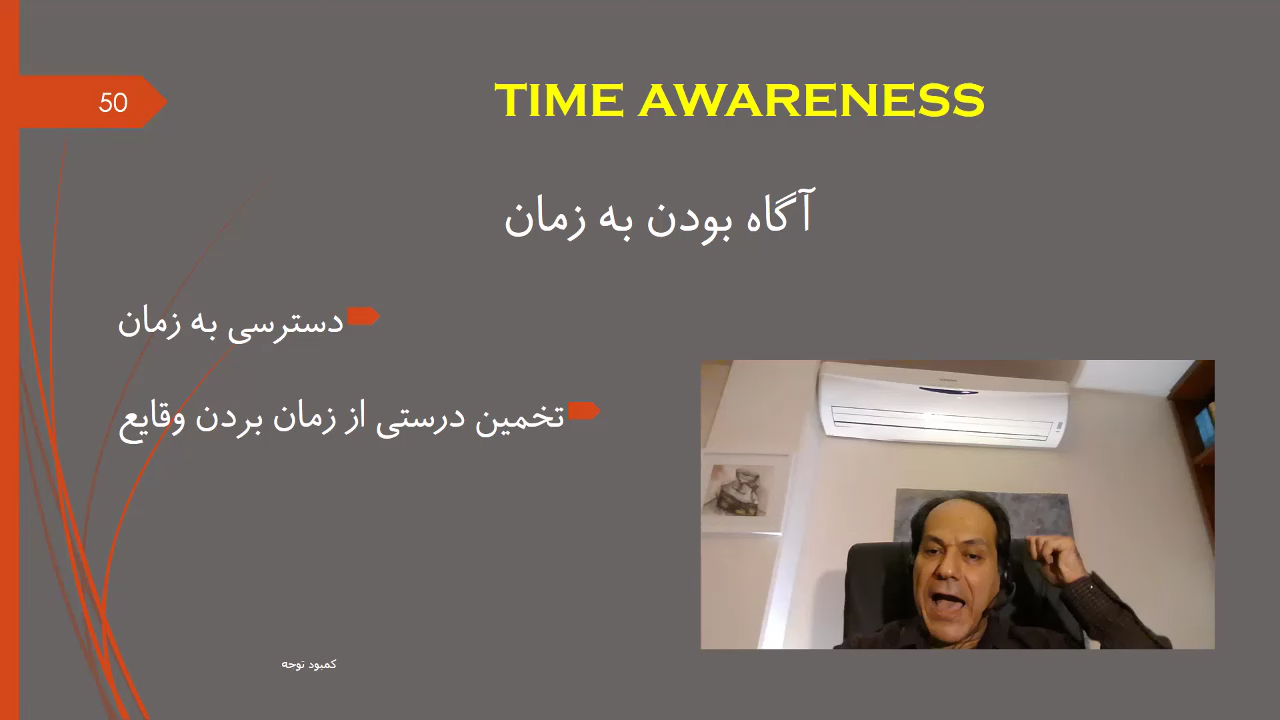 50
TIME AWARENESS
آگاه بودن به زمان
دسترسی به زمان
تخمین درستی از زمان بردن وقایع
کمبود توجه